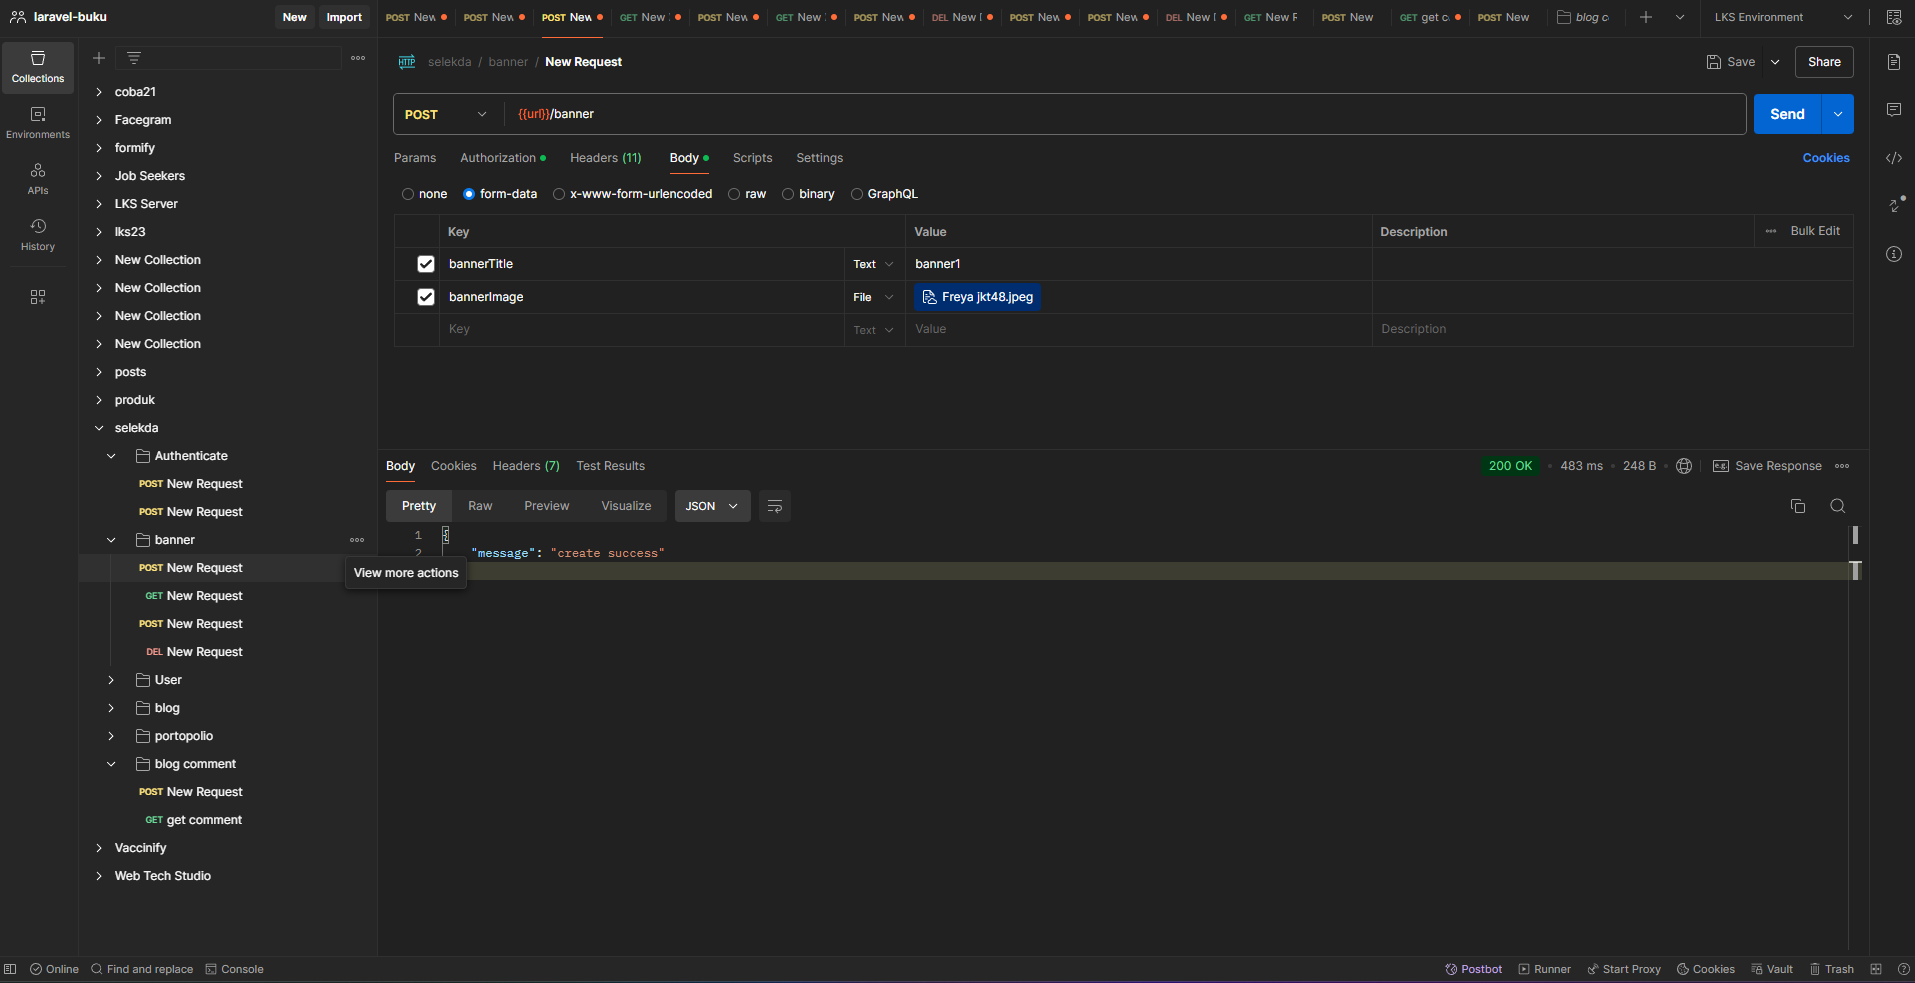 laravel-buku New Import POST New POST New POST New GET New POST New GET New POST New DEL New POST New POST New DEL New GET New R POST New GET get c POST New blog c LKS Environment
Collections
Environments
APIs
History
coba21
Facegram
formify
Job Seekers
LKS Server
lks23
New Collection
New Collection
New Collection
New Collection
posts
produk
selekda
Authenticate
POST New Request
POST New Request
banner
POST New Request
GET New Request
POST New Request
DEL New Request
User
blog
portopolio
blog comment
POST New Request
GET get comment
Vaccinify
Web Tech Studio
View more actions
HTTP selekda / banner / New Request Save Share
POST {{url}}/banner Send
Params Authorization Headers (11) Body Scripts Settings Cookies
none form-data x-www-form-urlencoded raw binary GraphQL
Key Value Description Bulk Edit
bannerTitle Text banner1
bannerImage File Freya jkt48.jpeg
Key Text Value Description
Body Cookies Headers (7) Test Results 200 OK 483 ms 248 B e.g. Save Response
Pretty Raw Preview Visualize JSON
1 {
2 "message": "create success"
Online Find and replace Console Postbot Runner Start Proxy Cookies Vault Trash